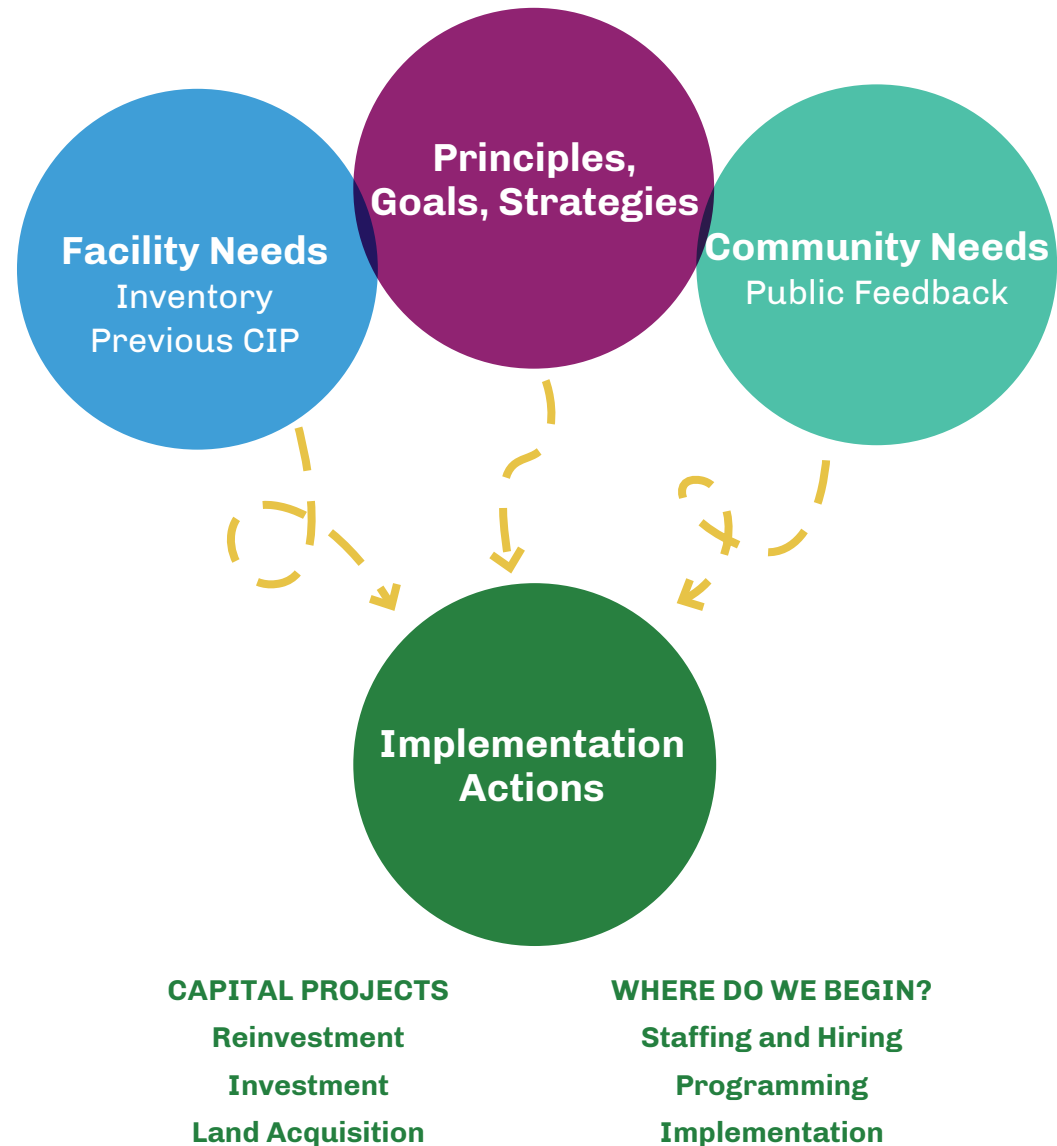 Principles,
Goals, Strategies
Facility Needs
Inventory
Previous CIP
Community Needs
Public Feedback
Implementation
Actions
CAPITAL PROJECTS
Reinvestment
Investment
Land Acquisition
WHERE DO WE BEGIN?
Staffing and Hiring
Programming
Implementation